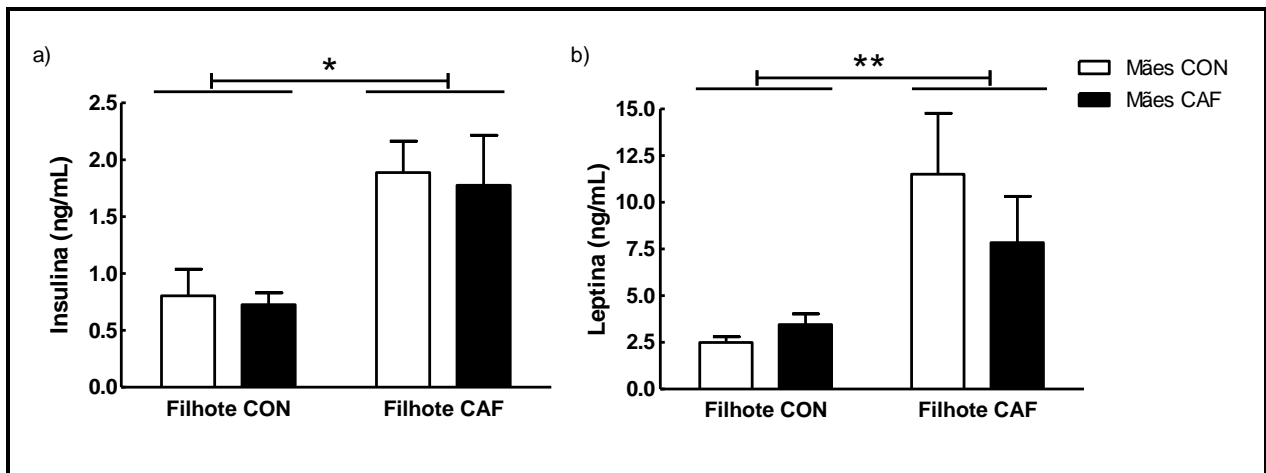 a)
*
Insulina (ng/mL)
2.5
2.0
1.5
1.0
0.5
0.0
Filhote CON
Filhote CAF
b)
**
Leptina (ng/mL)
15.0
12.5
10.0
7.5
5.0
2.5
0.0
Filhote CON
Filhote CAF
Mães CON
Mães CAF